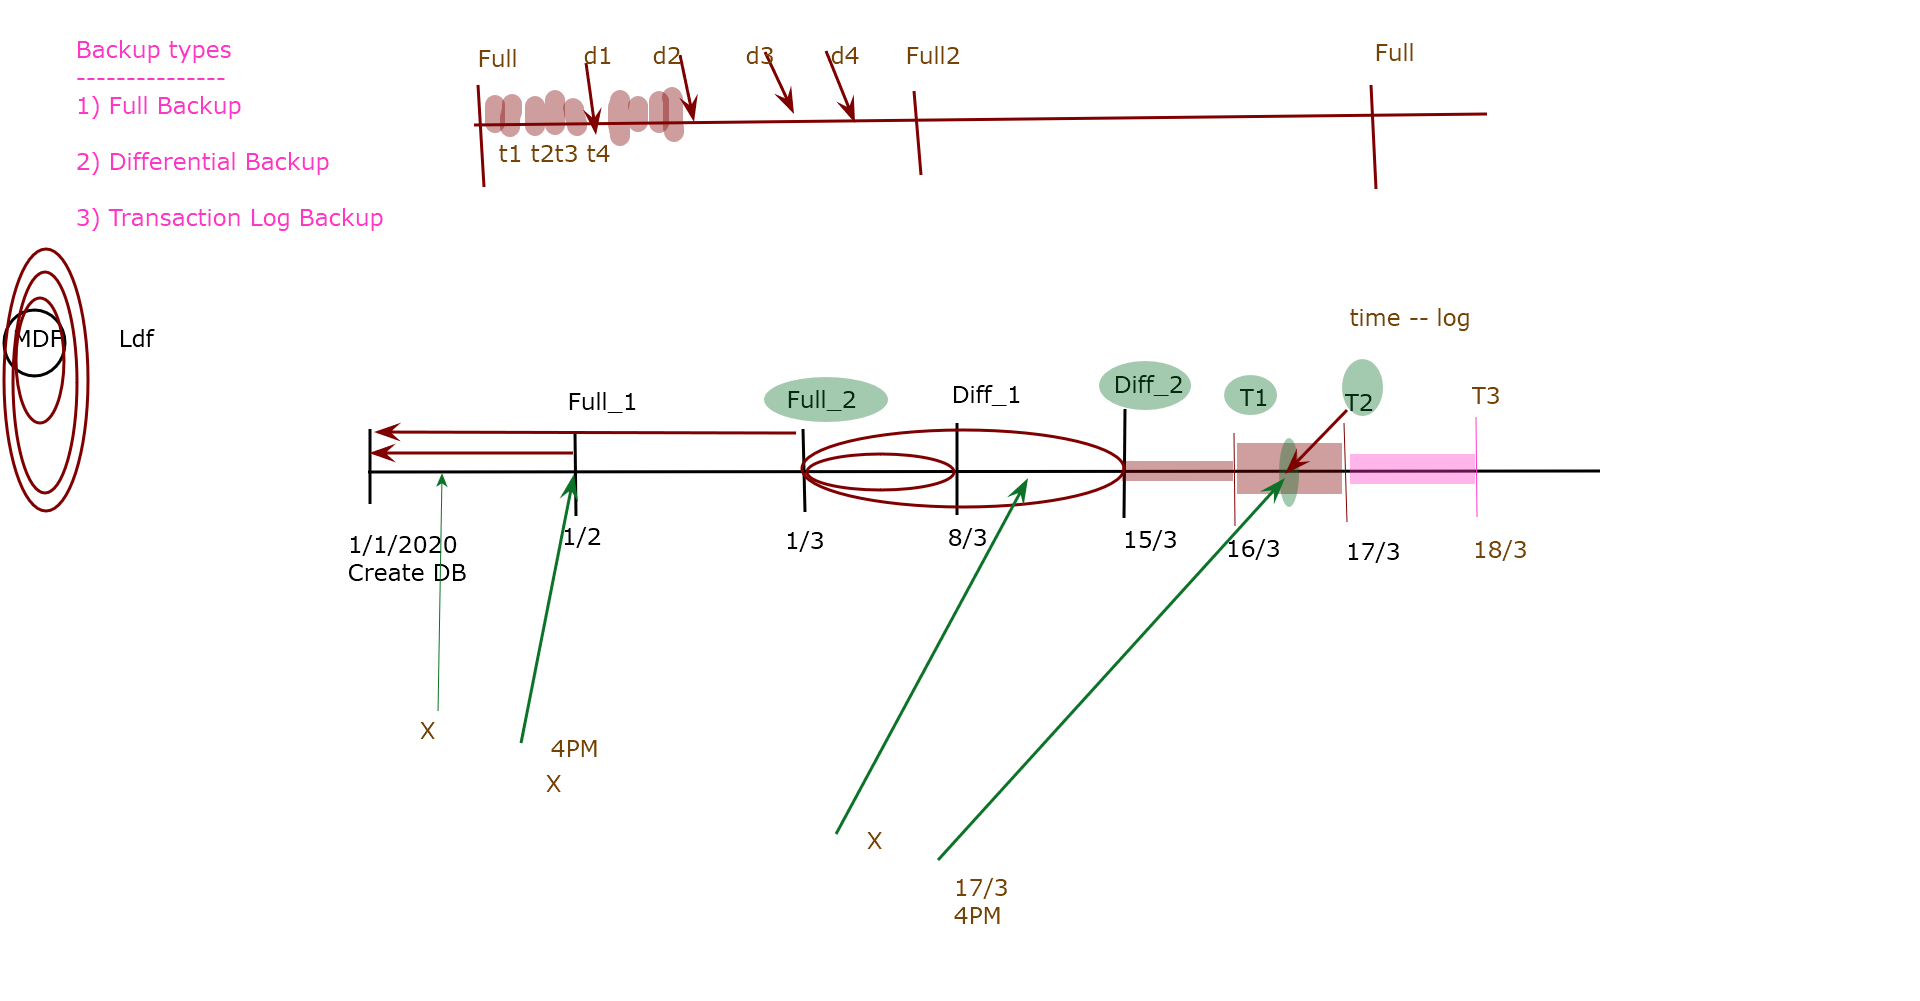 Backup types
---------------
1) Full Backup
2) Differential Backup
3) Transaction Log Backup
Full
d1
d2
d3
d4
Full2
Full
t1 t2t3 t4
MDF
Ldf
time -- log
Full_1
Full_2
Diff_1
Diff_2
T1
T2
T3
1/1/2020
Create DB
1/2
1/3
8/3
15/3
16/3
17/3
18/3
X
4PM
X
X
17/3
4PM